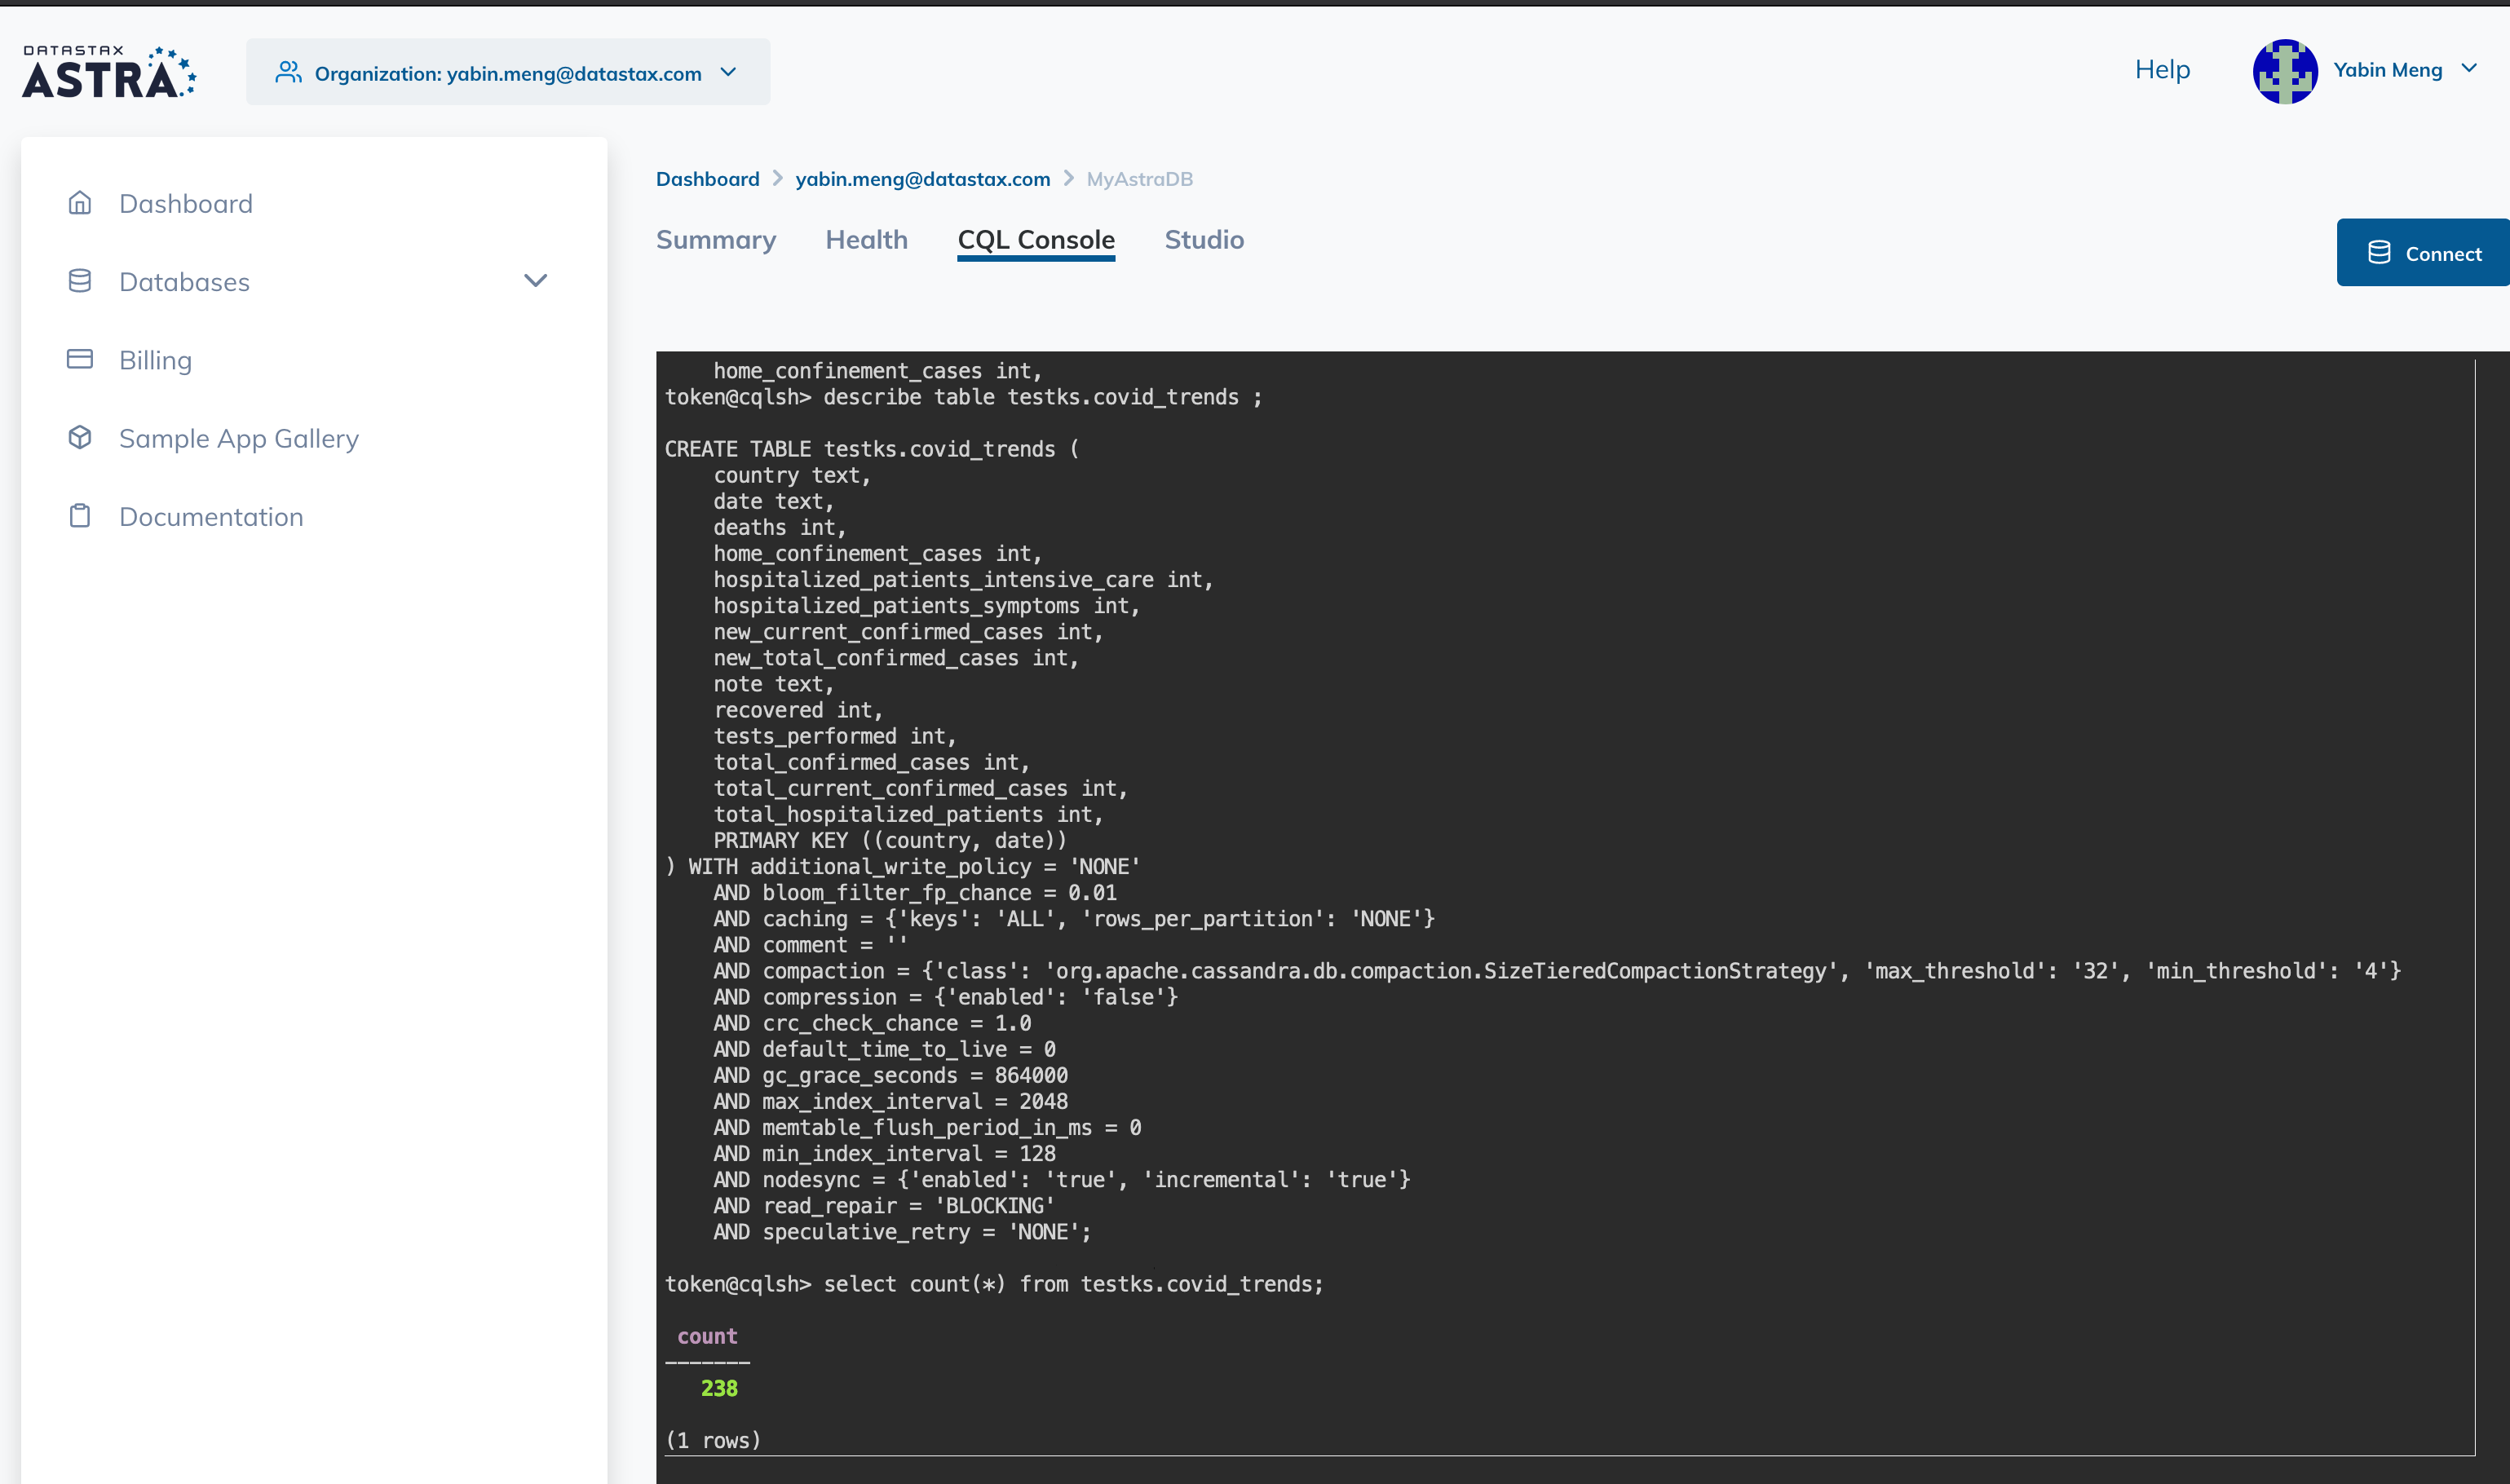 DATASTAX
ASTRA
Organization: yabin.meng@datastax.com
Help
Yabin Meng
Dashboard
Databases
Billing
Sample App Gallery
Documentation
Dashboard > yabin.meng@datastax.com > MyAstraDB
Summary Health CQL Console Studio
Connect
    home_confinement_cases int,
token@cqlsh> describe table testks.covid_trends ;
CREATE TABLE testks.covid_trends (
    country text,
    date text,
    deaths int,
    home_confinement_cases int,
    hospitalized_patients_intensive_care int,
    hospitalized_patients_symptoms int,
    new_current_confirmed_cases int,
    new_total_confirmed_cases int,
    note text,
    recovered int,
    tests_performed int,
    total_confirmed_cases int,
    total_current_confirmed_cases int,
    total_hospitalized_patients int,
    PRIMARY KEY ((country, date))
) WITH additional_write_policy = 'NONE'
    AND bloom_filter_fp_chance = 0.01
    AND caching = {'keys': 'ALL', 'rows_per_partition': 'NONE'}
    AND comment = ''
    AND compaction = {'class': 'org.apache.cassandra.db.compaction.SizeTieredCompactionStrategy', 'max_threshold': '32', 'min_threshold': '4'}
    AND compression = {'enabled': 'false'}
    AND crc_check_chance = 1.0
    AND default_time_to_live = 0
    AND gc_grace_seconds = 864000
    AND max_index_interval = 2048
    AND memtable_flush_period_in_ms = 0
    AND min_index_interval = 128
    AND nodesync = {'enabled': 'true', 'incremental': 'true'}
    AND read_repair = 'BLOCKING'
    AND speculative_retry = 'NONE';
token@cqlsh> select count(*) from testks.covid_trends;
 count
-------
   238
(1 rows)